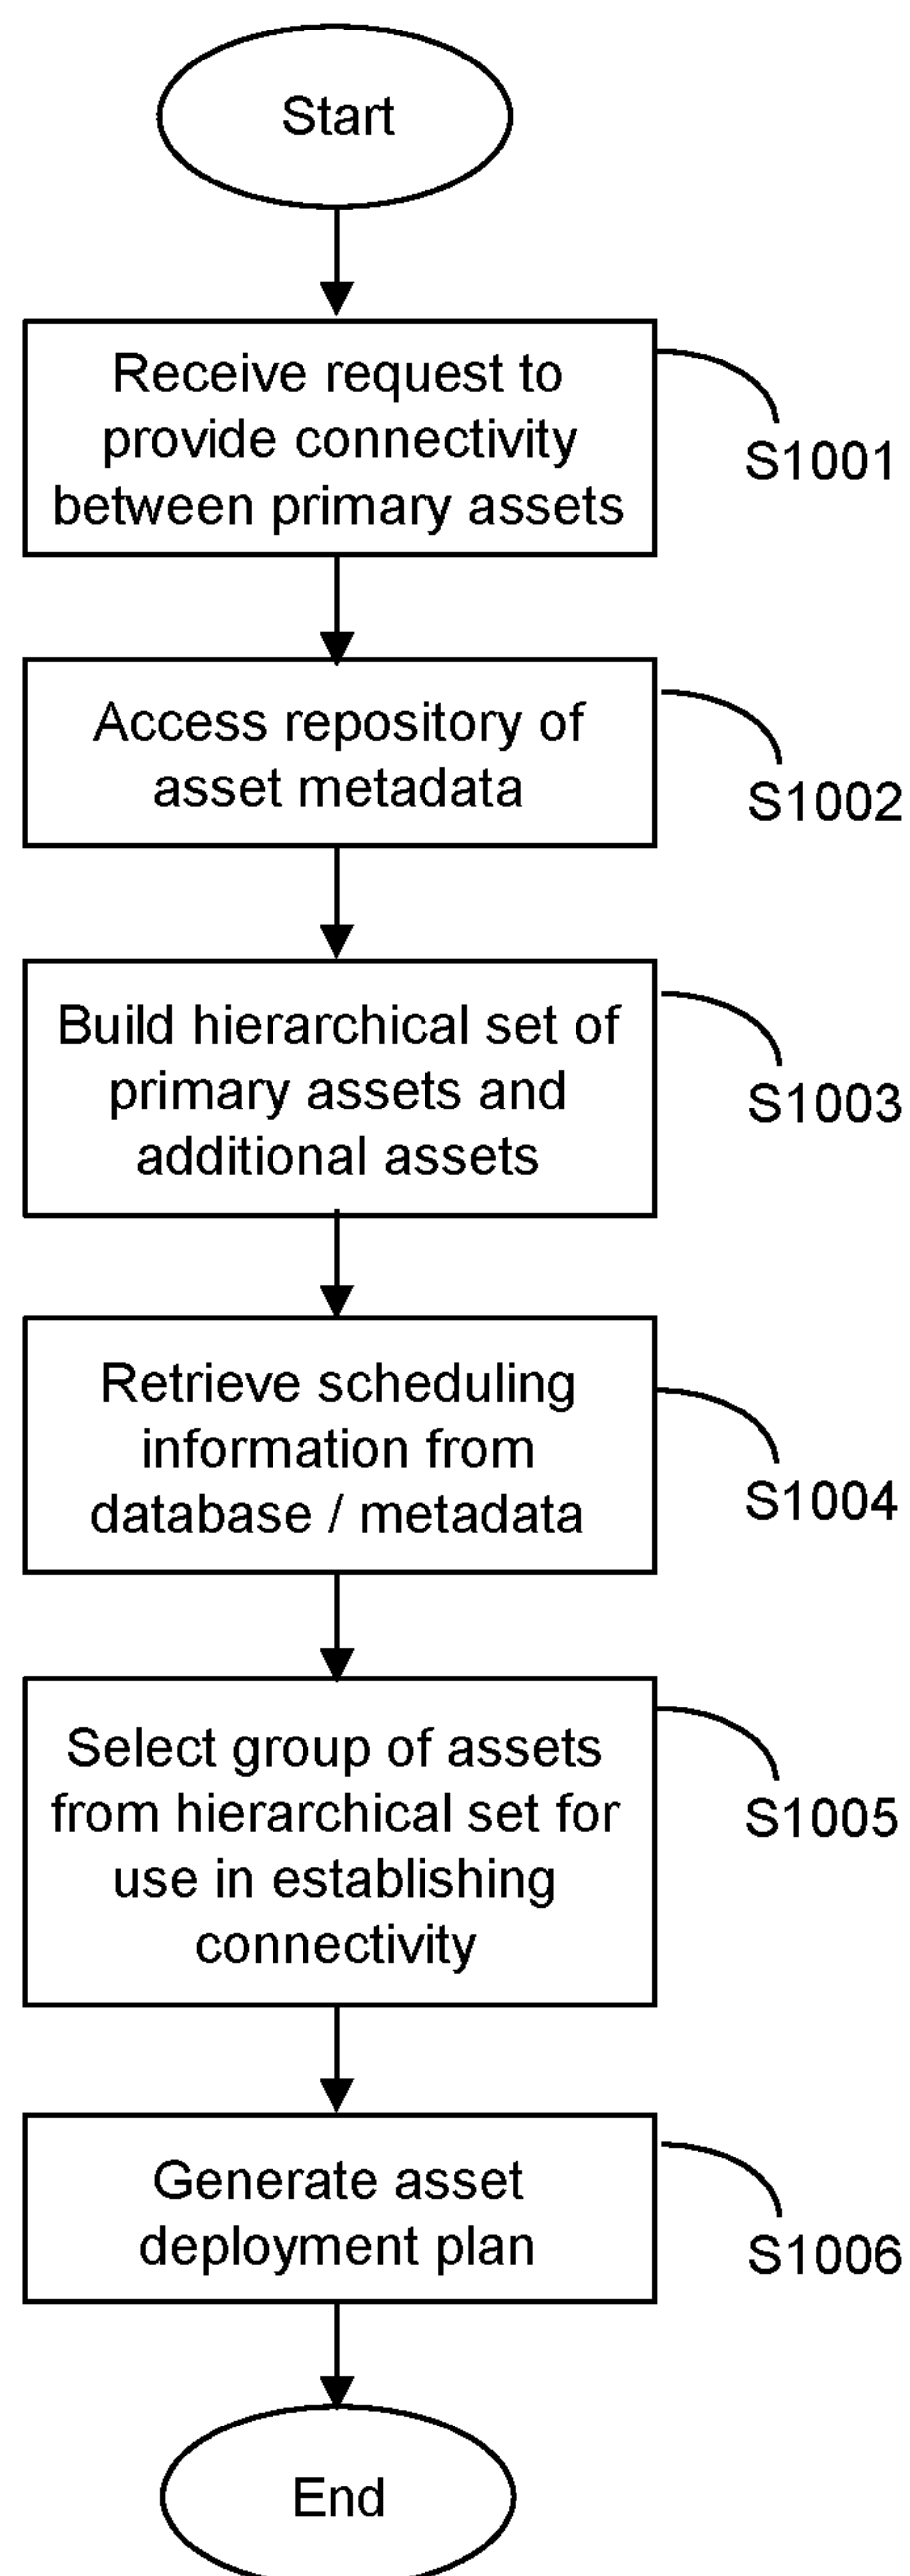 Start
Receive request to
provide connectivity
between primary assets
S1001
Access repository of
asset metadata
S1002
Build hierarchical set of
primary assets and
additional assets
S1003
Retrieve scheduling
information from
database / metadata
S1004
Select group of assets
from hierarchical set for
use in establishing
connectivity
S1005
Generate asset
deployment plan
S1006
End